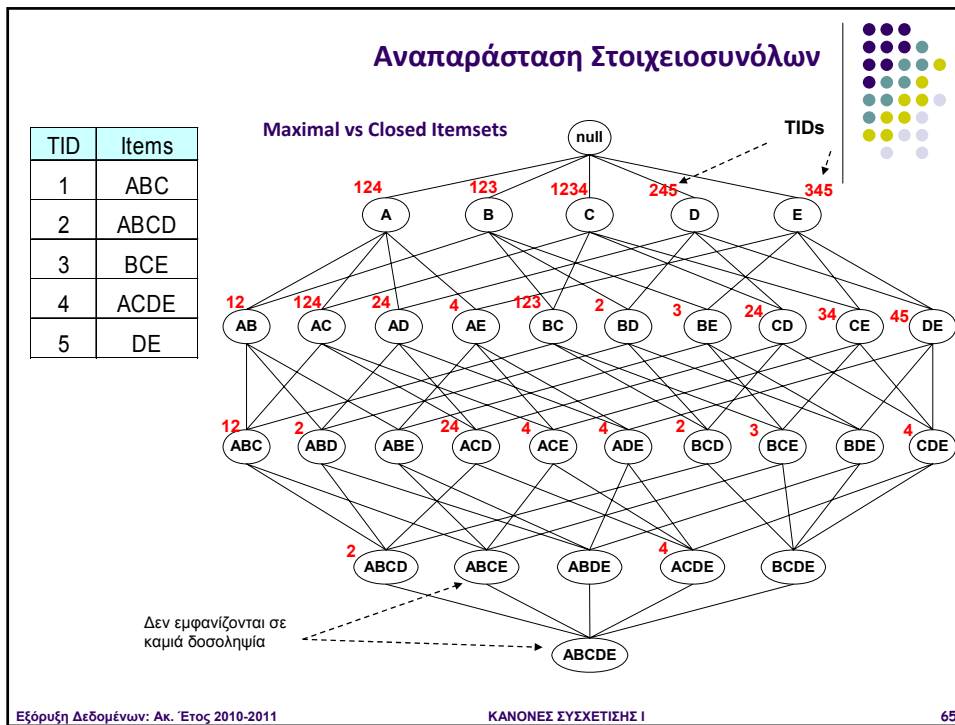 Αναπαράσταση Στοιχειοσυνόλων
Maximal vs Closed Itemsets
TIDs
TID Items
1 ABC
2 ABCD
3 BCE
4 ACDE
5 DE
null
124 123 1234 245 345
A B C D E
12 124 24 4 123 2 3 24 34 45
AB AC AD AE BC BD BE CD CE DE
12 2 24 4 4 2 3 4
ABC ABD ABE ACD ACE ADE BCD BCE BDE CDE
2 4
ABCD ABCE ABDE ACDE BCDE
Δεν εμφανίζονται σε
καμιά δοσοληψία
ABCDE
Εξόρυξη Δεδομένων: Ακ. Έτος 2010-2011 ΚΑΝΟΝΕΣ ΣΥΣΧΕΤΙΣΗΣ Ι 65